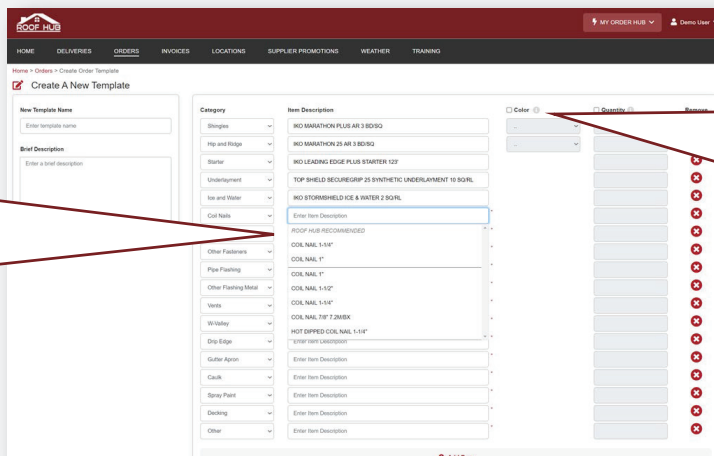 ROOF HUB
MY ORDER HUB
Demo User
HOME DELIVERIES ORDERS INVOICES LOCATIONS SUPPLIER PROMOTIONS WEATHER TRAINING
Home > Orders > Create Order Template
Create A New Template
New Template Name
Enter template name
Brief Description
Enter a brief description
Category Item Description Color Quantity Remove
Shingles IKO MARATHON PLUS AR 3 BD/SQ
Hip and Ridge IKO MARATHON 25 AR 3 BD/SQ
Starter IKO LEADING EDGE PLUS STARTER 123'
Underlayment TOP SHIELD SECUREGRIP 25 SYNTHETIC UNDERLAYMENT 10 SQ/RL
Ice and Water IKO STORMSHIELD ICE & WATER 2 SQ/RL
Coil Nails Enter Item Description
ROOF HUB RECOMMENDED
COIL NAIL 1-1/4"
COIL NAIL 1"
COIL NAIL 1"
COIL NAIL 1-1/2"
COIL NAIL 1-1/4"
COIL NAIL 7/8" 7.2M/BX
HOT DIPPED COIL NAIL 1-1/4"
Other Fasteners
Pipe Flashing
Other Flashing Metal
Vents
W-Valley
Drip Edge Enter Item Description
Gutter Apron Enter Item Description
Caulk Enter Item Description
Spray Paint Enter Item Description
Decking Enter Item Description
Other Enter Item Description